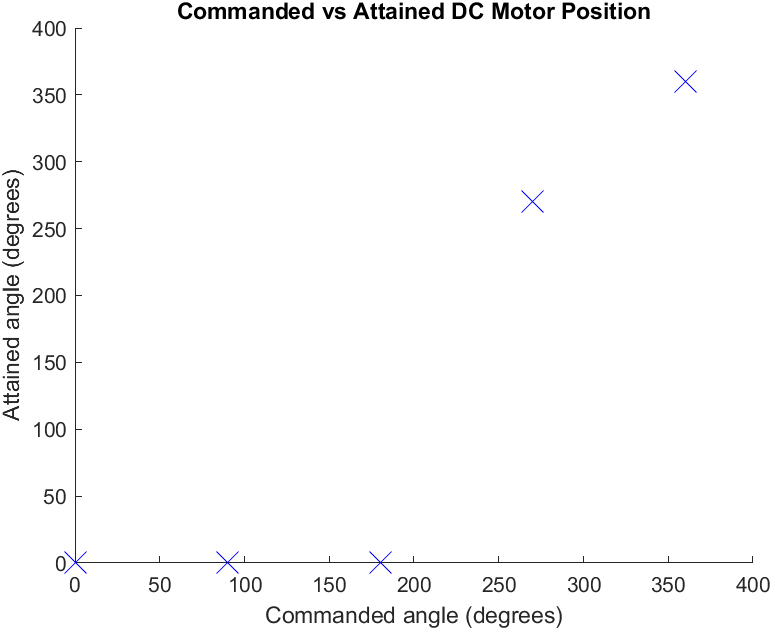 Commanded vs Attained DC Motor Position
400
350
300
250
200
150
100
50
0
Attained angle (degrees)
0 50 100 150 200 250 300 350 400
Commanded angle (degrees)